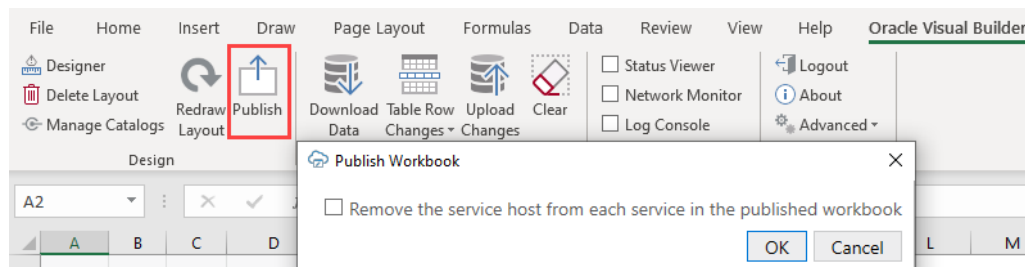 File Home Insert Draw Page Layout Formulas Data Review View Help Oracle Visual Builder
Designer
Delete Layout
Manage Catalogs
Redraw
Layout
Publish
Download
Data
Table Row
Changes
Upload
Changes
Clear
Status Viewer
Network Monitor
Log Console
Logout
About
Advanced
Design
Publish Workbook
A2
Remove the service host from each service in the published workbook
OK Cancel
A B C D L M